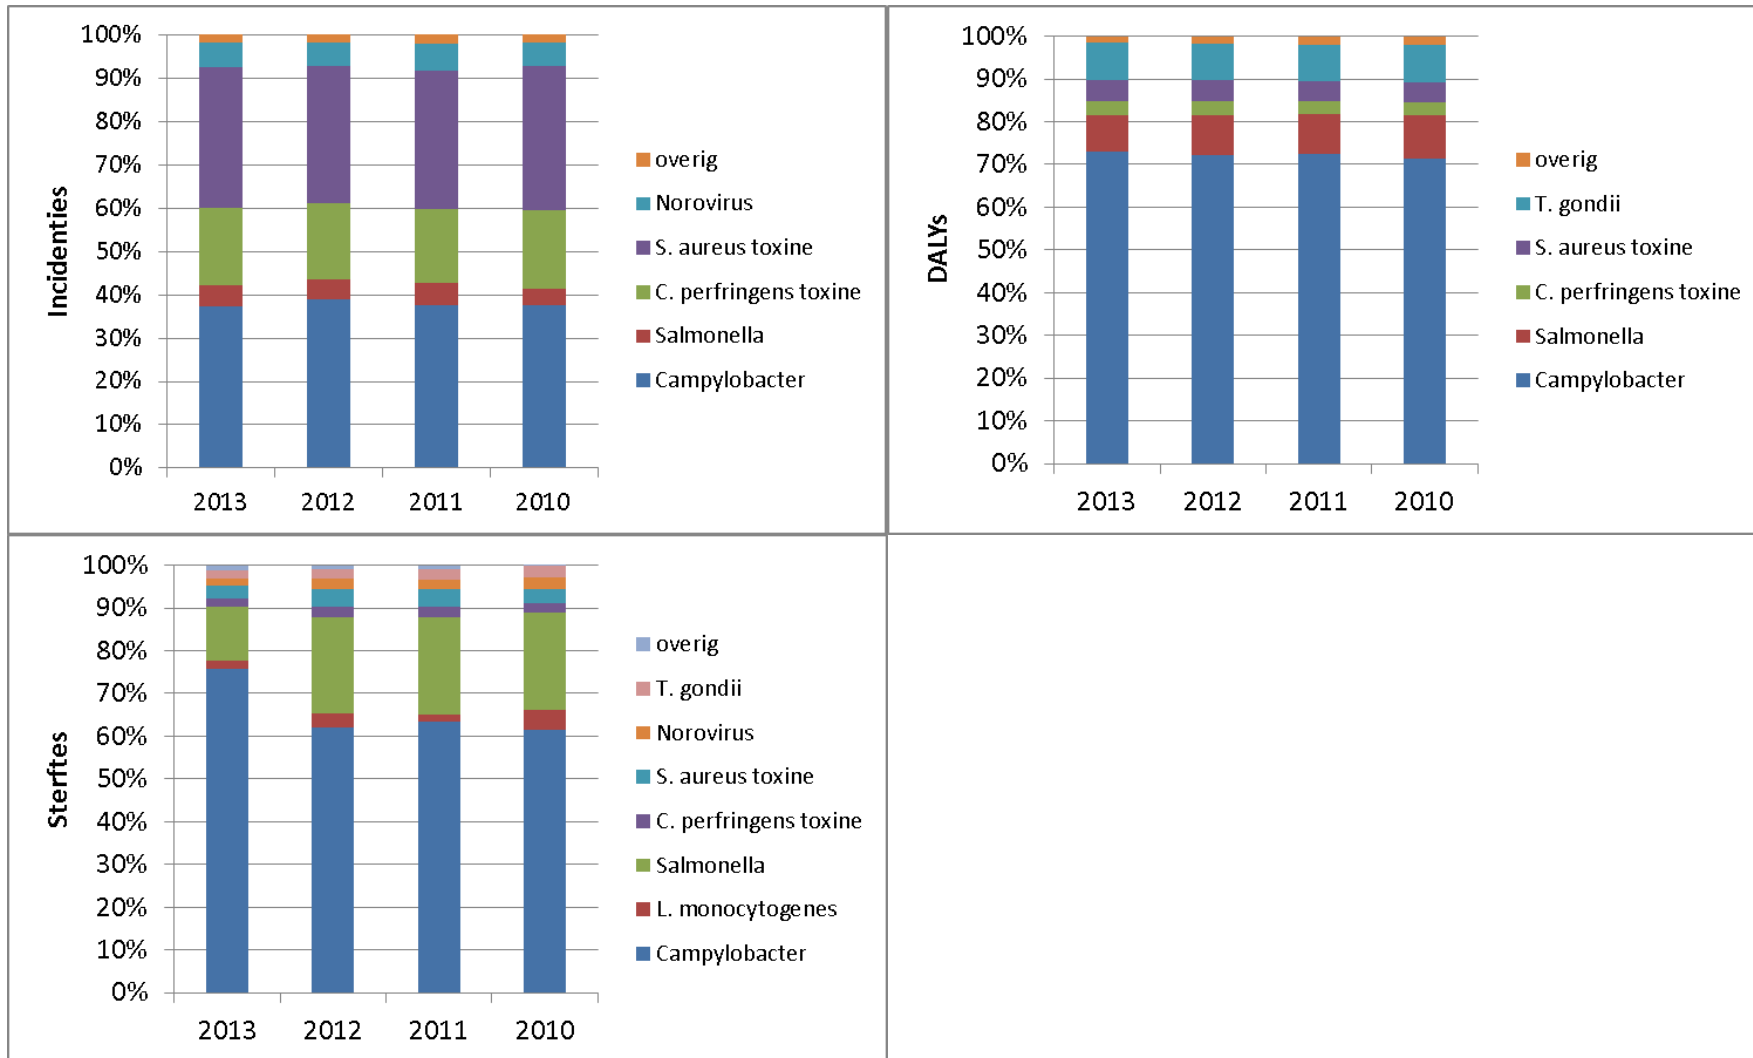 Incidenties
100%
90%
80%
70%
60%
50%
40%
30%
20%
10%
0%
2013 2012 2011 2010
overig
Norovirus
S. aureus toxine
C. perfringens toxine
Salmonella
Campylobacter
DALYs
100%
90%
80%
70%
60%
50%
40%
30%
20%
10%
0%
2013 2012 2011 2010
overig
T. gondii
S. aureus toxine
C. perfringens toxine
Salmonella
Campylobacter
Sterftes
100%
90%
80%
70%
60%
50%
40%
30%
20%
10%
0%
2013 2012 2011 2010
overig
T. gondii
Norovirus
S. aureus toxine
C. perfringens toxine
Salmonella
L. monocytogenes
Campylobacter